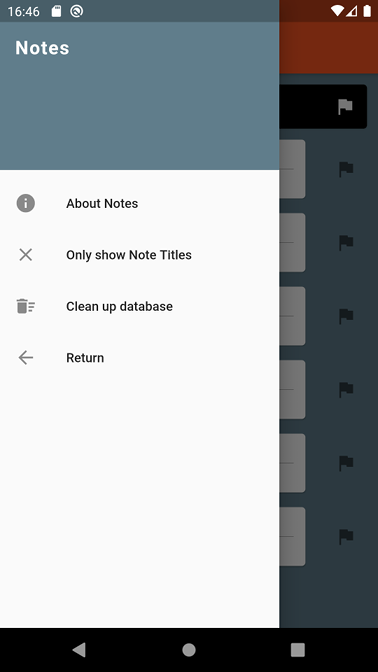 16:46
Notes
About Notes
Only show Note Titles
Clean up database
Return